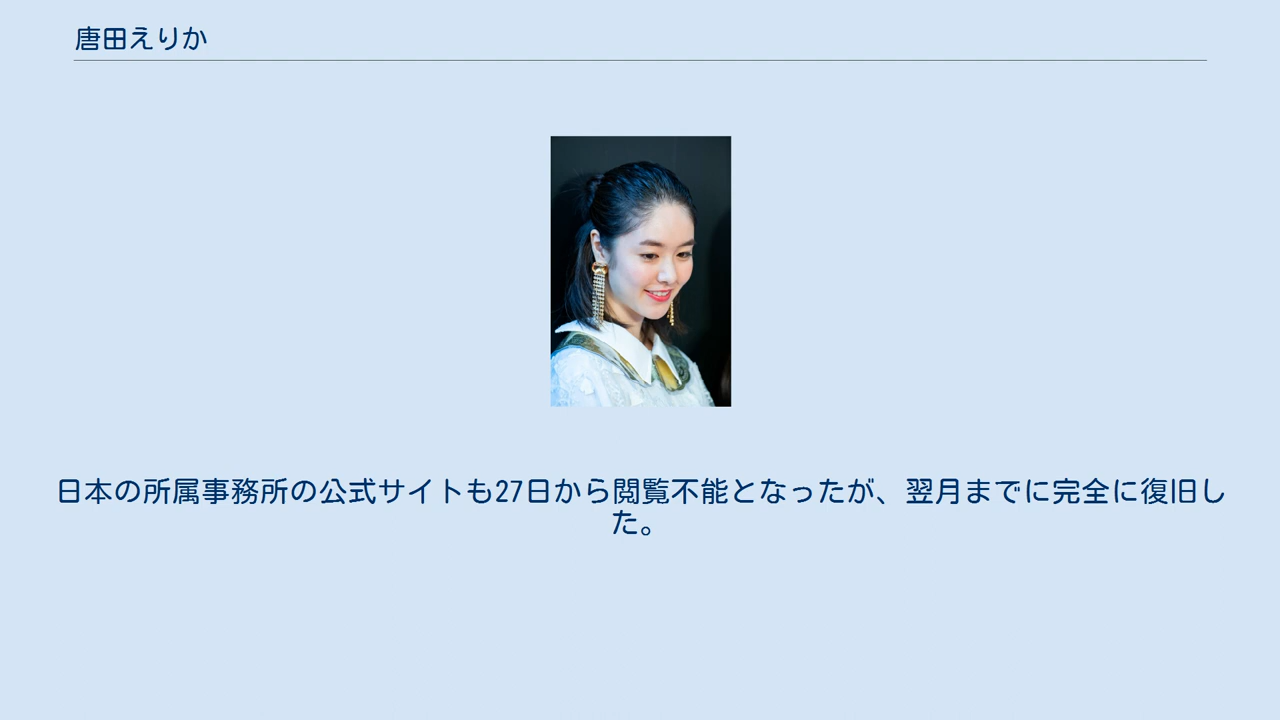 唐田えりか
日本の所属事務所の公式サイトも27日から閲覧不能となったが、翌月までに完全に復旧し
た。